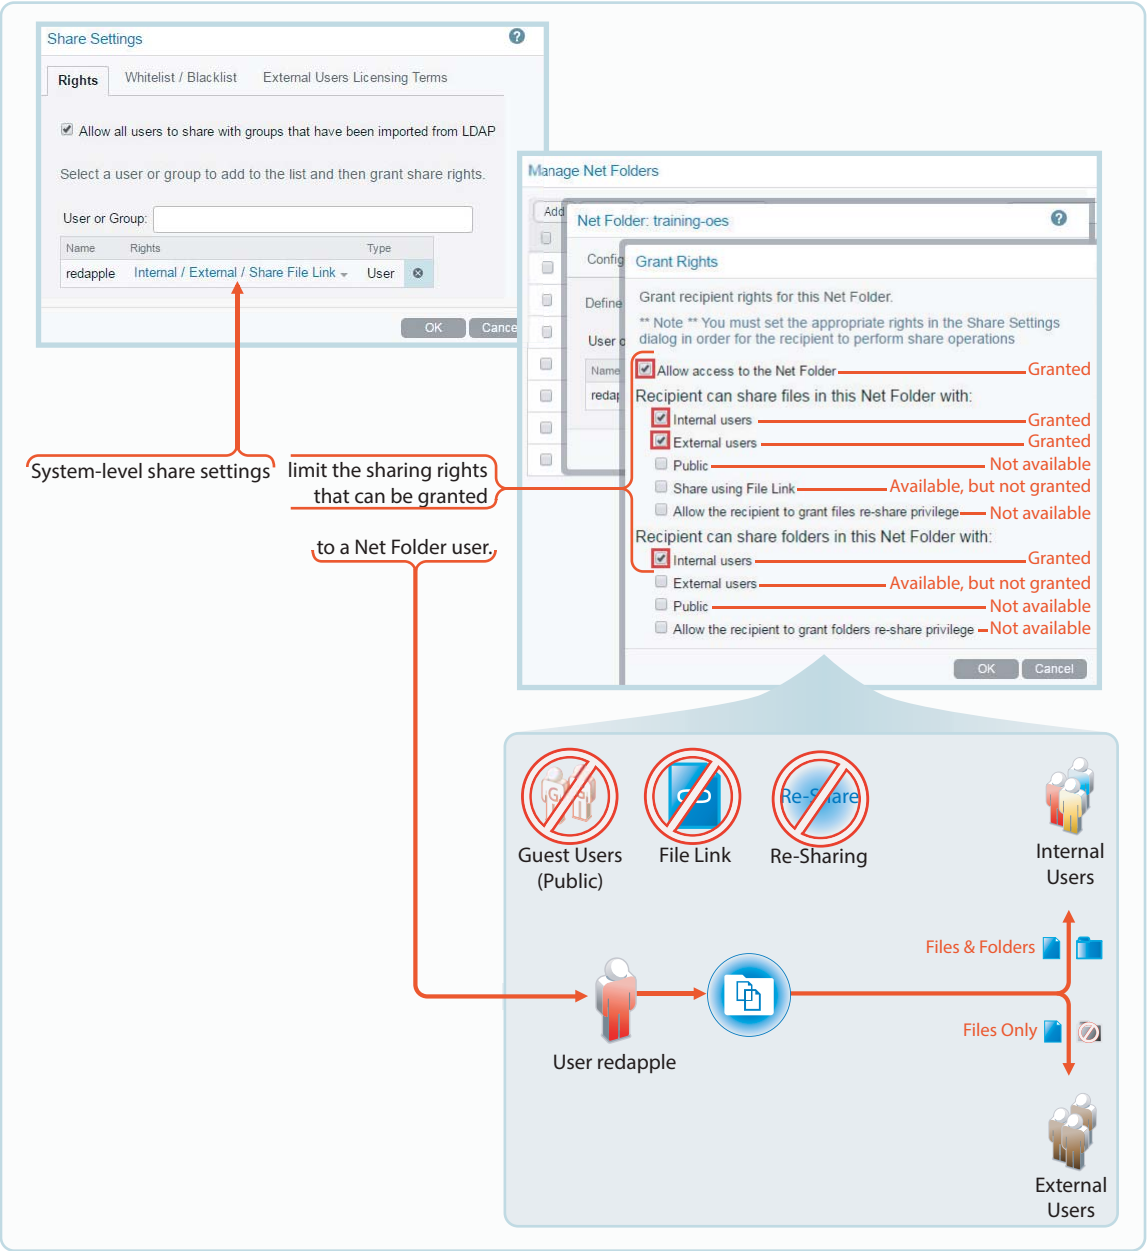 Share Settings
?
Rights
Whitelist / Blacklist
External Users Licensing Terms
Allow all users to share with groups that have been imported from LDAP
Select a user or group to add to the list and then grant share rights.
User or Group:
Name Rights Type
redapple Internal / External / Share File Link User
OK Cance
Manage Net Folders
Add
Net Folder: training-oes
?
Config
Define
User o
Name
redap
Grant Rights
Grant recipient rights for this Net Folder.
** Note ** You must set the appropriate rights in the Share Settings
dialog in order for the recipient to perform share operations
Allow access to the Net Folder Granted
Recipient can share files in this Net Folder with:
Internal users Granted
External users Granted
Public Not available
Share using File Link Available, but not granted
Allow the recipient to grant files re-share privilege Not available
Recipient can share folders in this Net Folder with:
Internal users Granted
External users Available, but not granted
Public Not available
Allow the recipient to grant folders re-share privilege Not available
OK Cancel
System-level share settings
limit the sharing rights
that can be granted
to a Net Folder user.
Re-Share
Guest Users
(Public)
File Link
Re-Sharing
Internal
Users
Files & Folders
Files Only
User redapple
External
Users